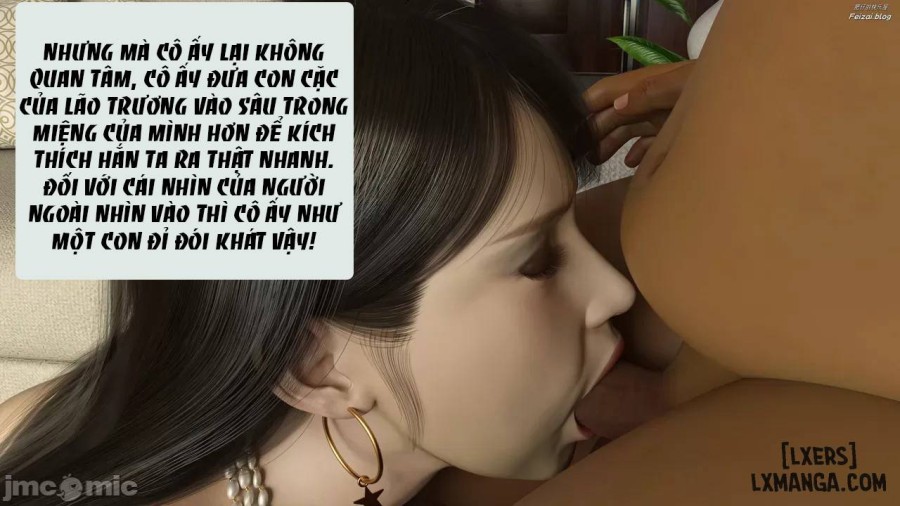 NHƯNG MÀ CÔ ẤY LẠI KHÔNG
QUAN TÂM, CÔ ẤY ĐƯA CON CẶC
CỦA LÃO TRƯƠNG VÀO SÂU TRONG
MIỆNG CỦA MÌNH HƠN ĐỂ KÍCH
THÍCH HẮN TA RA THẬT NHANH.
ĐỐI VỚI CÁI NHÌN CỦA NGƯỜI
NGOÀI NHÌN VÀO THÌ CÔ ẤY NHƯ
MỘT CON ĐĨ ĐÓI KHÁT VẬY!
Feizai.blog
[LXERS]
LXMANGA.COM
jmcomic